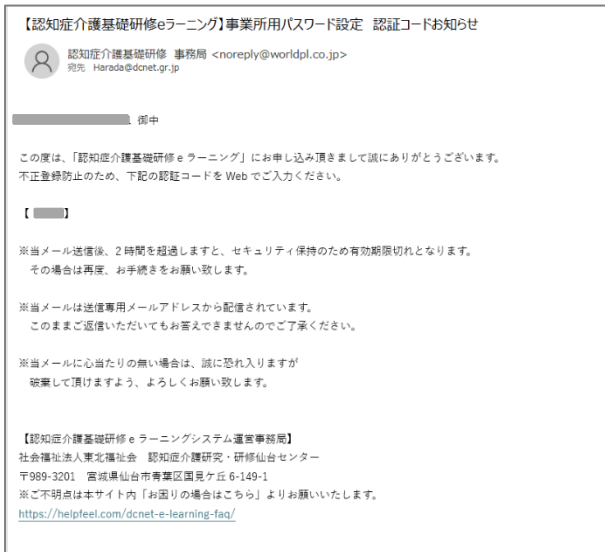 【認知症介護基礎研修eラーニング】事業所用パスワード設定 認証コードお知らせ
認知症介護基礎研修 事務局 <noreply@worldpl.co.jp>
宛先 Harada@dcnet.gr.jp
御中
この度は、「認知症介護基礎研修 e ラーニング」にお申し込み頂きまして誠にありがとうございます。
不正登録防止のため、下記の認証コードを Web でご入力ください。
【 】
※当メール送信後、2 時間を超過しますと、セキュリティ保持のため有効期限切れとなります。
その場合は再度、お手続きをお願い致します。
※当メールは送信専用メールアドレスから配信されています。
このままご返信いただいてもお答えできませんのでご了承ください。
※当メールに心当たりの無い場合は、誠に恐れ入りますが
破棄して頂けますよう、よろしくお願い致します。
【認知症介護基礎研修 e ラーニングシステム運営事務局】
社会福祉法人東北福祉会 認知症介護研究・研修仙台センター
〒989-3201 宮城県仙台市青葉区国見ケ丘 6-149-1
※ご不明点は本サイト内「お困りの場合はこちら」よりお願いいたします。
https://helpfeel.com/dcnet-e-learning-faq/